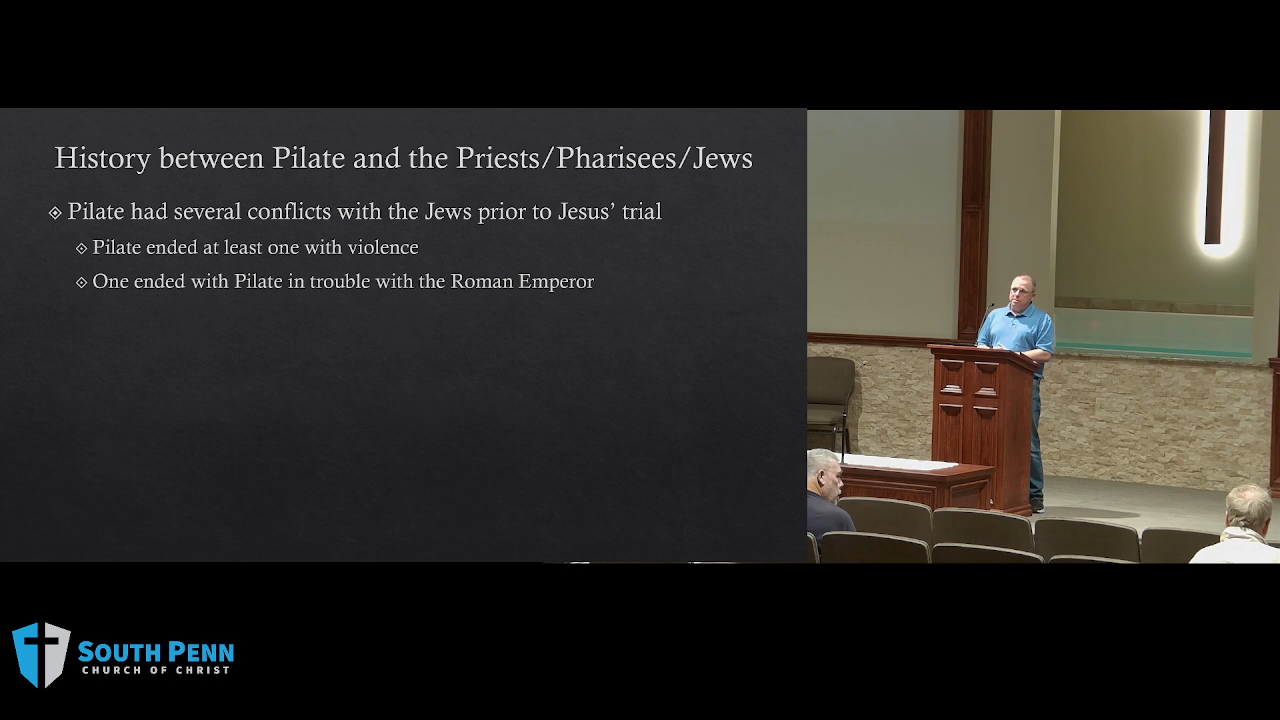 History between Pilate and the Priests/Pharisees/Jews
Pilate had several conflicts with the Jews prior to Jesus’ trial
Pilate ended at least one with violence
One ended with Pilate in trouble with the Roman Emperor
SOUTH PENN
CHURCH OF CHRIST